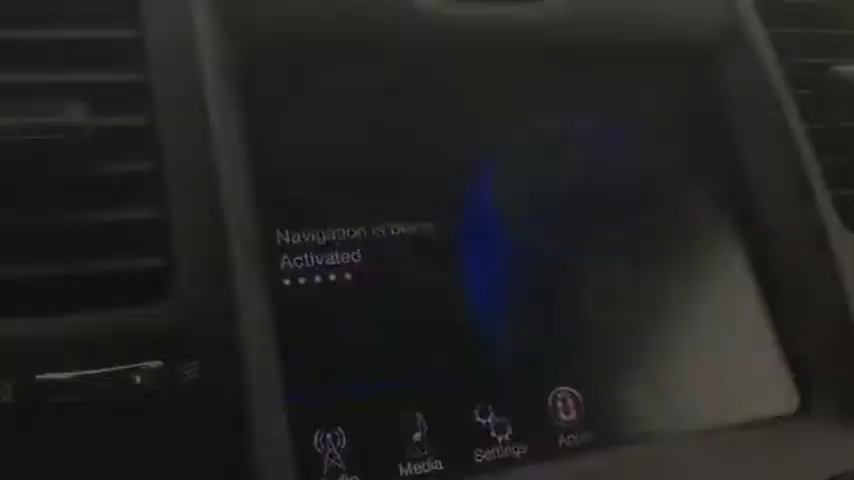 Navigation is being
Activated
Media
Settings
Apps